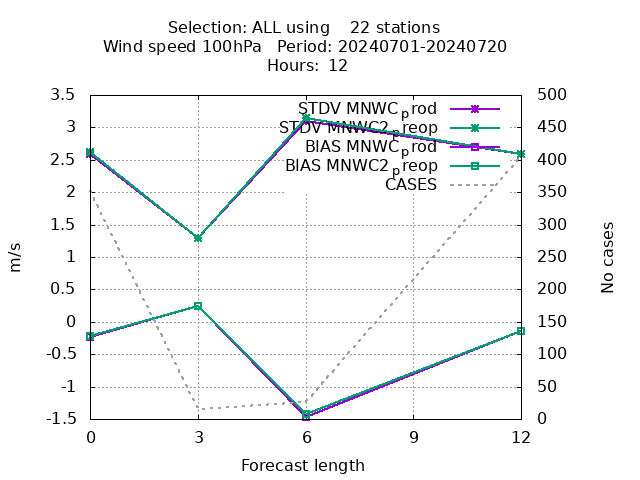 Selection: ALL using    22 stations
Wind speed 100hPa   Period: 20240701-20240720
Hours:  12
STDV MNWC_prod
STDV MNWC2_preop
BIAS MNWC_prod
BIAS MNWC2_preop
CASES
3.5
3
2.5
2
1.5
1
0.5
0
-0.5
-1
-1.5
m/s
500
450
400
350
300
250
200
150
100
50
0
No cases
0 3 6 9 12
Forecast length